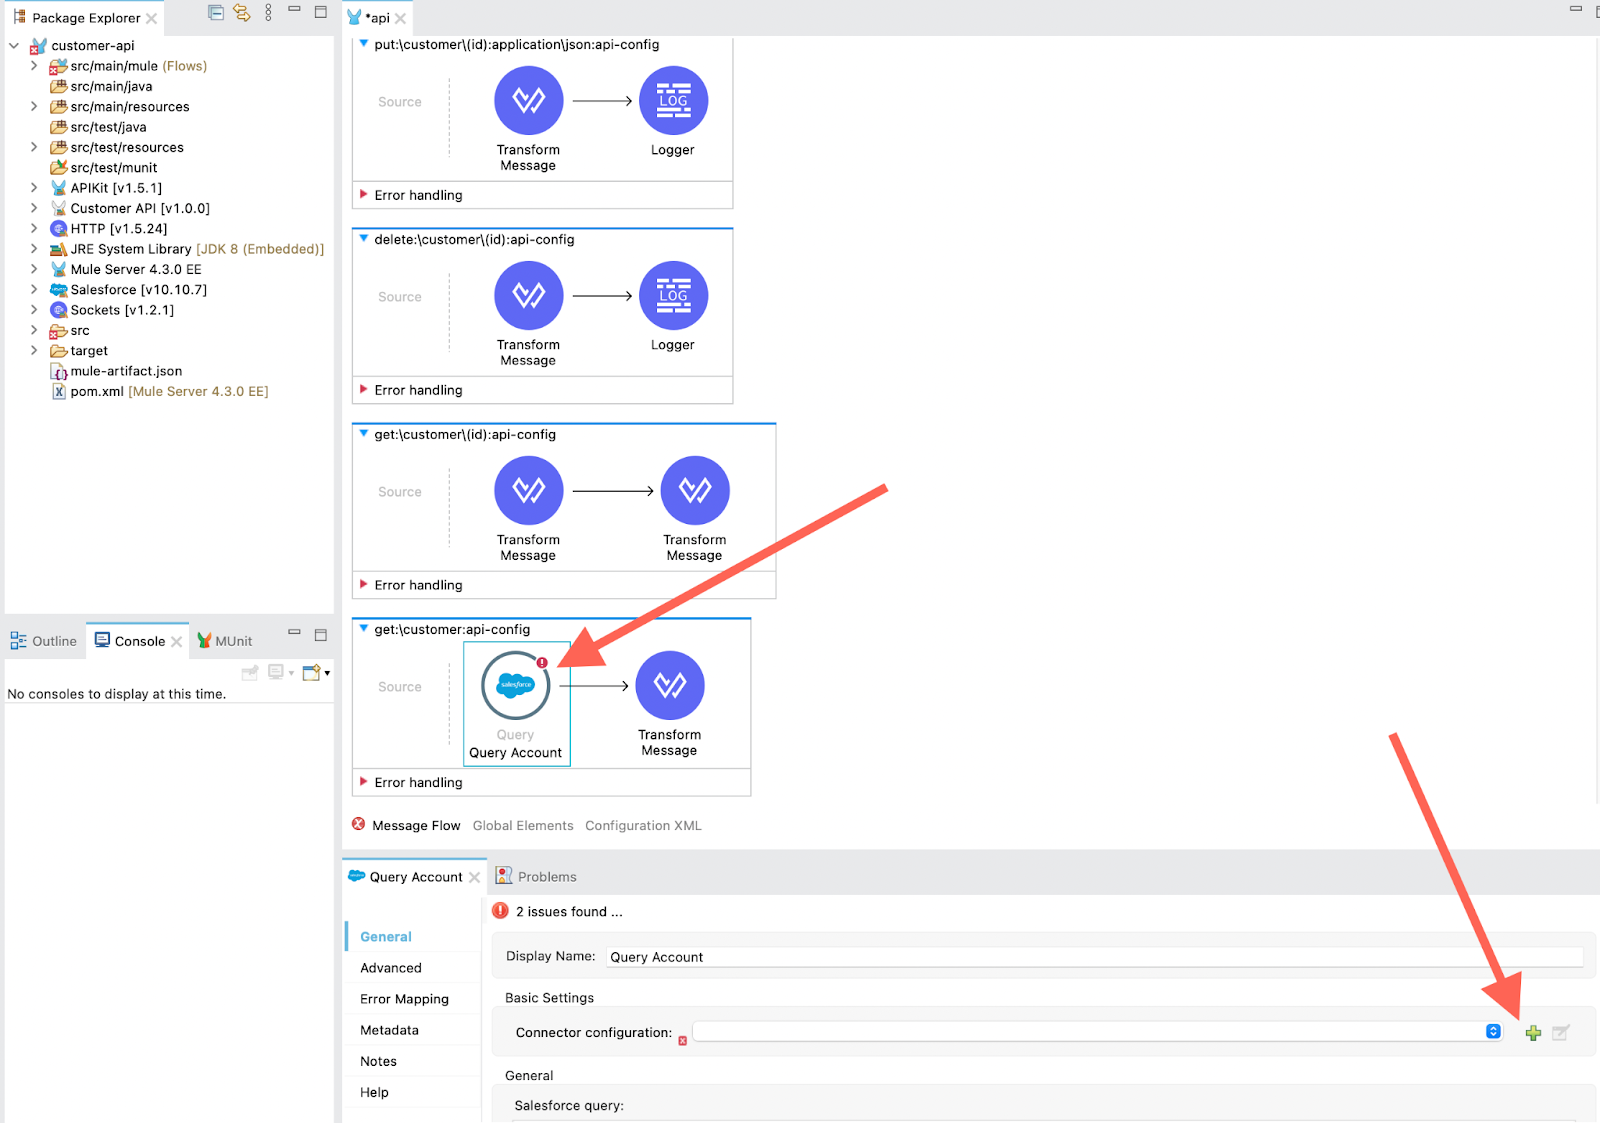 Package Explorer
customer-api
src/main/mule (Flows)
src/main/java
src/main/resources
src/test/java
src/test/resources
src/test/munit
APIKit [v1.5.1]
Customer API [v1.0.0]
HTTP [v1.5.24]
JRE System Library [JDK 8 (Embedded)]
Mule Server 4.3.0 EE
Salesforce [v10.10.7]
Sockets [v1.2.1]
src
target
mule-artifact.json
pom.xml [Mule Server 4.3.0 EE]
Outline
Console
MUnit
No consoles to display at this time.
*api
put:\customer\(id):application\json:api-config
Source
LOG
Transform
Message
Logger
Error handling
delete:\customer\(id):api-config
Source
LOG
Transform
Message
Logger
Error handling
get:\customer\(id):api-config
Source
Transform
Message
Transform
Message
Error handling
get:\customer:api-config
Source
salesforce
Query
Query Account
Transform
Message
Error handling
Message Flow
Global Elements
Configuration XML
Query Account
Problems
2 issues found ...
General
Advanced
Error Mapping
Metadata
Notes
Help
Display Name: Query Account
Basic Settings
Connector configuration:
General
Salesforce query: